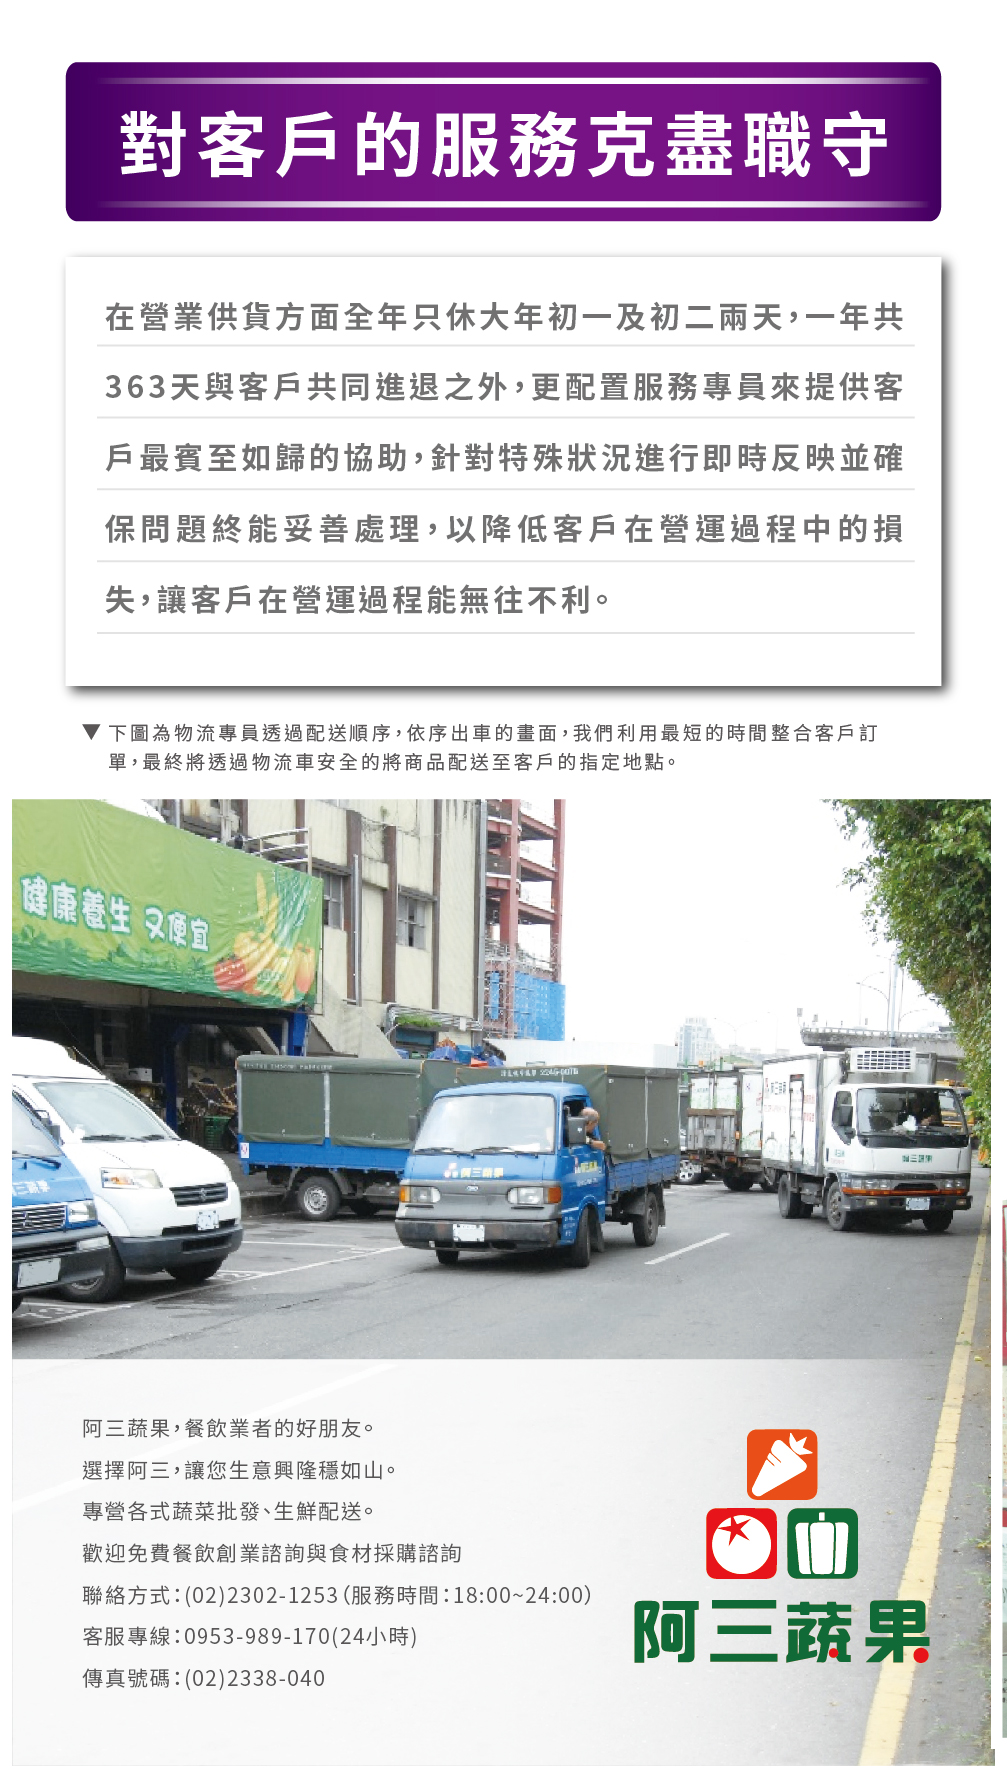 對客戶的服務克盡職守
在營業供貨方面全年只休大年初一及初二兩天，一年共
363天與客戶共同進退之外，更配置服務專員來提供客
戶最賓至如歸的協助，針對特殊狀況進行即時反映並確
保問題終能妥善處理，以降低客戶在營運過程中的損
失，讓客戶在營運過程能無往不利。
▼下圖為物流專員透過配送順序，依序出車的畫面，我們利用最短的時間整合客戶訂
單，最終將透過物流車安全的將商品配送至客戶的指定地點。
健康養生 又便宜
阿三蔬果
阿三蔬果
阿三蔬果，餐飲業者的好朋友。
選擇阿三，讓您生意興隆穩如山。
專營各式蔬菜批發、生鮮配送。
歡迎免費餐飲創業諮詢與食材採購諮詢
聯絡方式：(02)2302-1253（服務時間：18:00~24:00）
客服專線：0953-989-170(24小時)
傳真號碼：(02)2338-040
阿三蔬果